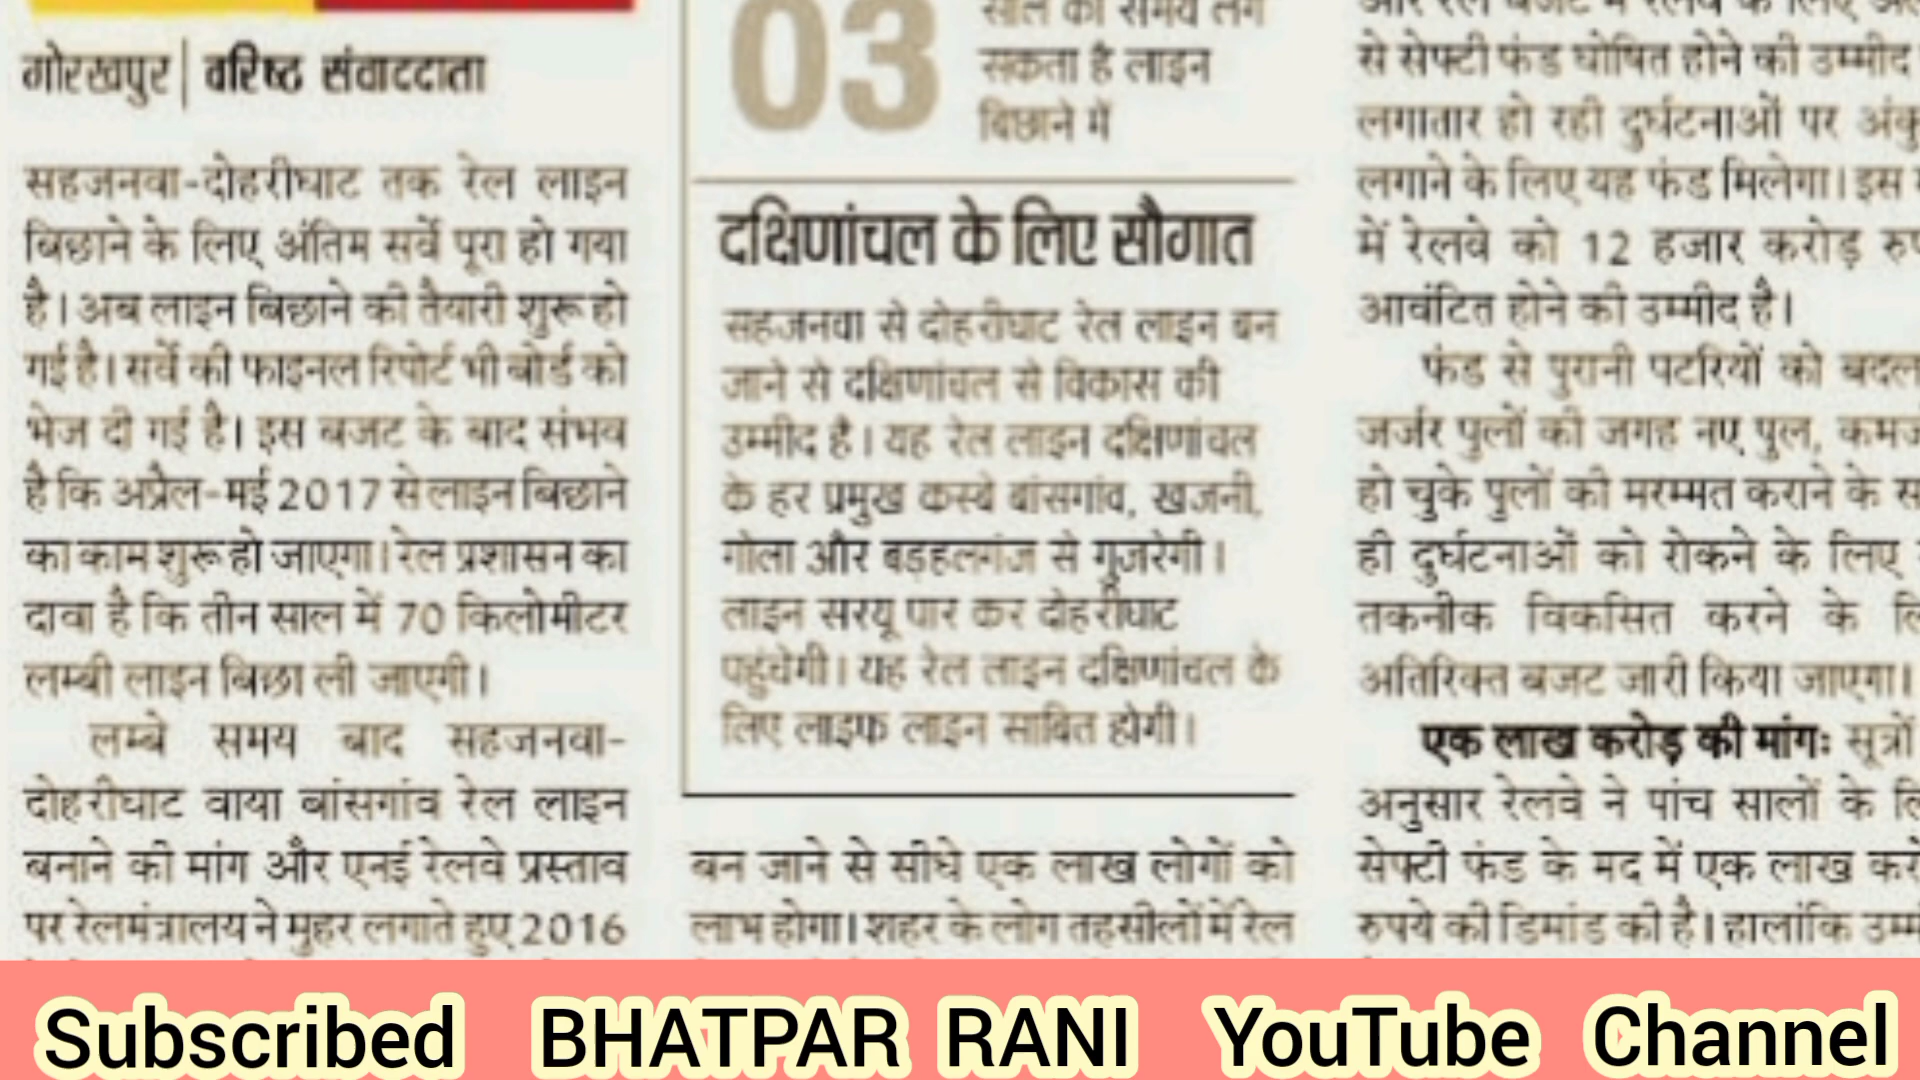 गोरखपुर | वरिष्ठ संवाददाता
सहजनवा-दोहरीघाट तक रेल लाइन
बिछाने के लिए अंतिम सर्वे पूरा हो गया
है। अब लाइन बिछाने की तैयारी शुरू हो
गई है। सर्वे की फाइनल रिपोर्ट भी बोर्ड को
भेज दी गई है। इस बजट के बाद संभव
है कि अप्रैल-मई 2017 से लाइन बिछाने
का काम शुरू हो जाएगा। रेल प्रशासन का
दावा है कि तीन साल में 70 किलोमीटर
लम्बी लाइन बिछा ली जाएगी।
लम्बे समय बाद सहजनवा-
दोहरीघाट वाया बांसगांव रेल लाइन
बनाने की मांग और एनई रेलवे प्रस्ताव
पर रेलमंत्रालय ने मुहर लगाते हुए 2016
03
साल का समय लग
सकता है लाइन
बिछाने में
दक्षिणांचल के लिए सौगात
सहजनवा से दोहरीघाट रेल लाइन बन
जाने से दक्षिणांचल से विकास की
उम्मीद है। यह रेल लाइन दक्षिणांचल
के हर प्रमुख कस्बे बांसगांव, खजनी,
गोला और बड़हलगंज से गुजरेगी।
लाइन सरयू पार कर दोहरीघाट
पहुंचेगी। यह रेल लाइन दक्षिणांचल के
लिए लाइफ लाइन साबित होगी।
बन जाने से सीधे एक लाख लोगों को
लाभ होगा। शहर के लोग तहसीलों में रेल
और रेल बजट में रेलवे के लिए
से सेफ्टी फंड घोषित होने की उम्मीद
लगातार हो रही दुर्घटनाओं पर
लगाने के लिए यह फंड मिलेगा। इस
में रेलवे को 12 हजार करोड़
आवंटित होने की उम्मीद है।
फंड से पुरानी पटरियों को
जर्जर पुलों की जगह नए पुल,
हो चुके पुलों की मरम्मत कराने के
ही दुर्घटनाओं को रोकने के लिए
तकनीक विकसित करने के
अतिरिक्त बजट जारी किया जाएगा।
एक लाख करोड़ की मांगः सूत्रों
अनुसार रेलवे ने पांच सालों के
सेफ्टी फंड के मद में एक लाख
रुपये की डिमांड की है। हालांकि
Subscribed BHATPAR RANI YouTube Channel